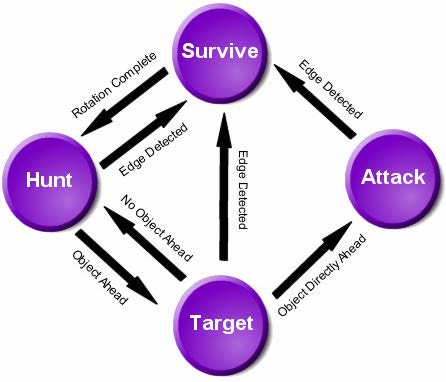 Survive
Rotation Complete
Edge Detected
Edge Detected
Hunt
Edge Detected
Attack
No Object Ahead
Object Ahead
Object Directly Ahead
Target